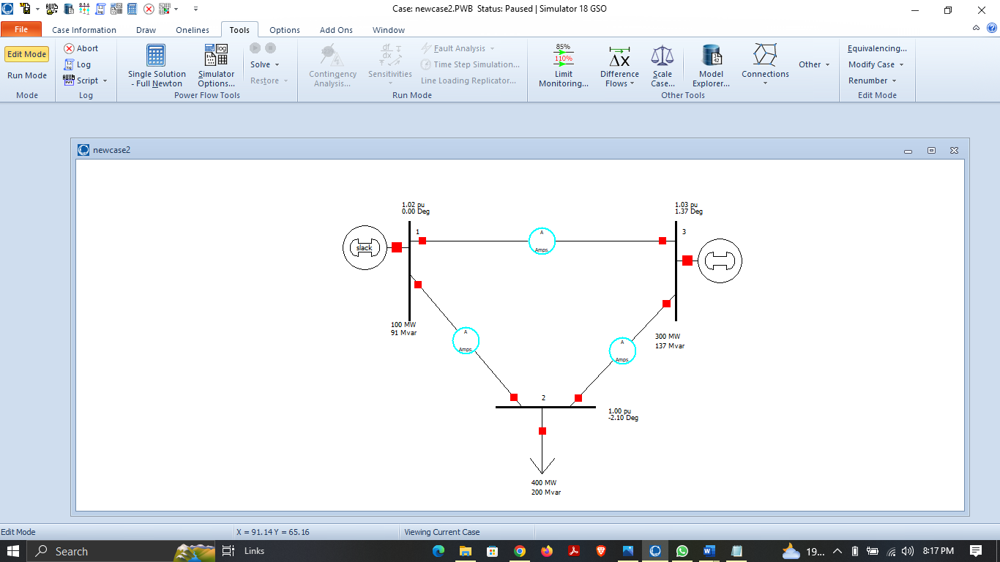 Case: newcase2.PWB Status: Paused | Simulator 18 GSO
File Case Information Draw Onelines Tools Options Add Ons Window
Edit Mode
Run Mode
Mode
Abort
Log
Script
Log
Single Solution
- Full Newton
Simulator
Options...
Solve
Restore
Power Flow Tools
Contingency
Analysis...
Sensitivities
Fault Analysis
Time Step Simulation...
Line Loading Replicator...
Run Mode
85%
110%
Limit
Monitoring...
Difference
Flows
Scale
Case...
Model
Explorer...
Connections
Other
Other Tools
Equivalencing...
Modify Case
Renumber
Edit Mode
newcase2
1.02 pu
0.00 Deg
1
slack
100 MW
91 Mvar
A
Amps
1.03 pu
1.37 Deg
3
300 MW
137 Mvar
A
Amps
A
Amps
2
1.00 pu
-2.10 Deg
400 MW
200 Mvar
Edit Mode
X = 91.14 Y = 65.16
Viewing Current Case
Search
Links
19...
8:17 PM